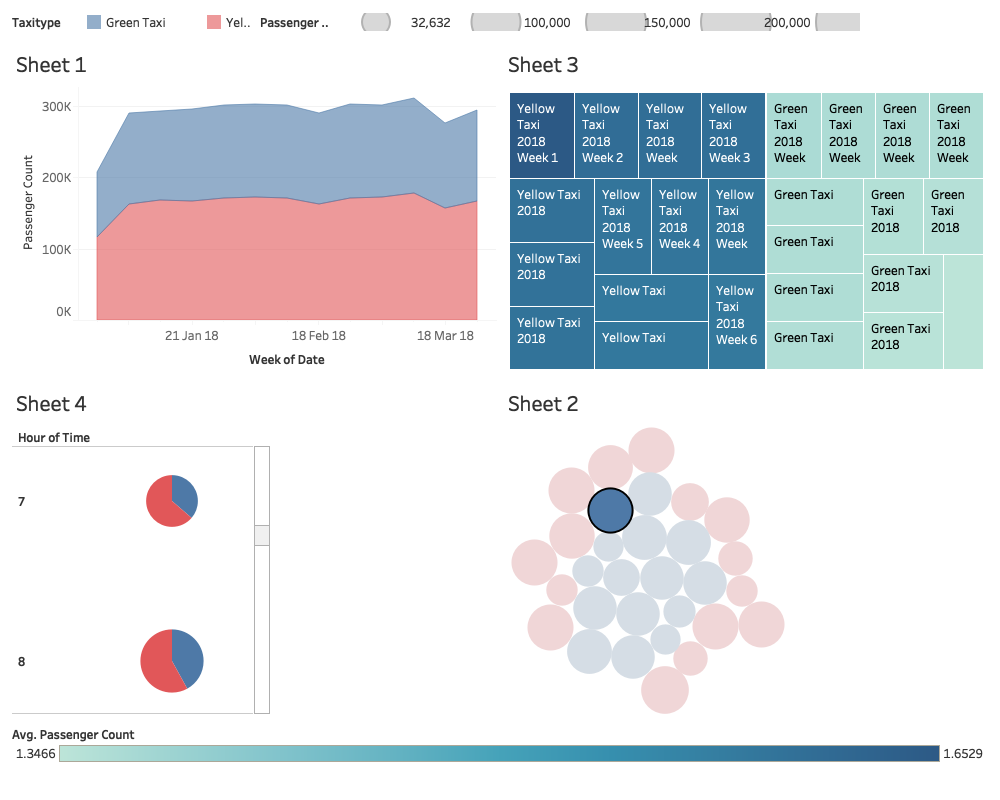 Taxitype Green Taxi Yel.. Passenger .. 32,632 100,000 150,000 200,000
Sheet 1
300K
200K
100K
0K
Passenger Count
21 Jan 18 18 Feb 18 18 Mar 18
Week of Date
Sheet 3
Yellow
Taxi
2018
Week 1
Yellow
Taxi
2018
Week 2
Yellow
Taxi
2018
Week
Yellow
Taxi
2018
Week 3
Green
Taxi
2018
Week
Green
Taxi
2018
Week
Green
Taxi
2018
Week
Green
Taxi
2018
Week
Yellow Taxi
2018
Yellow Taxi
2018
Yellow Taxi
2018
Yellow
Taxi
2018
Week 5
Yellow
Taxi
2018
Week 4
Yellow
Taxi
2018
Week
Yellow Taxi
Yellow Taxi
Yellow
Taxi
2018
Week 6
Green Taxi
Green Taxi
Green Taxi
Green Taxi
Green
Taxi
2018
Green
Taxi
2018
Green Taxi
2018
Green Taxi
2018
Sheet 4
Hour of Time
7
8
Sheet 2
Avg. Passenger Count
1.3466 1.6529